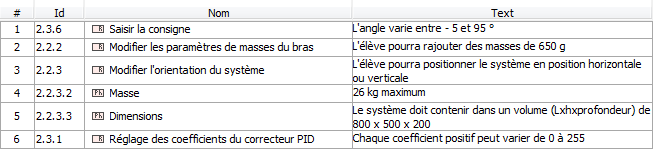 # Id Nom Text
1 2.3.6 R Saisir la consigne L'angle varie entre - 5 et 95 °
2 2.2.2 R Modifier les paramètres de masses du bras L'élève pourra rajouter des masses de 650 g
3 2.2.3 R Modifier l'orientation du système L'élève pourra positionner le système en position horizontale
ou verticale
4 2.2.3.2 Ph Masse 26 kg maximum
5 2.2.3.3 Ph Dimensions Le système doit contenir dans un volume (Lxhxprofondeur) de
800 x 500 x 200
6 2.3.1 R Réglage des coefficients du correcteur PID Chaque coefficient positif peut varier de 0 à 255